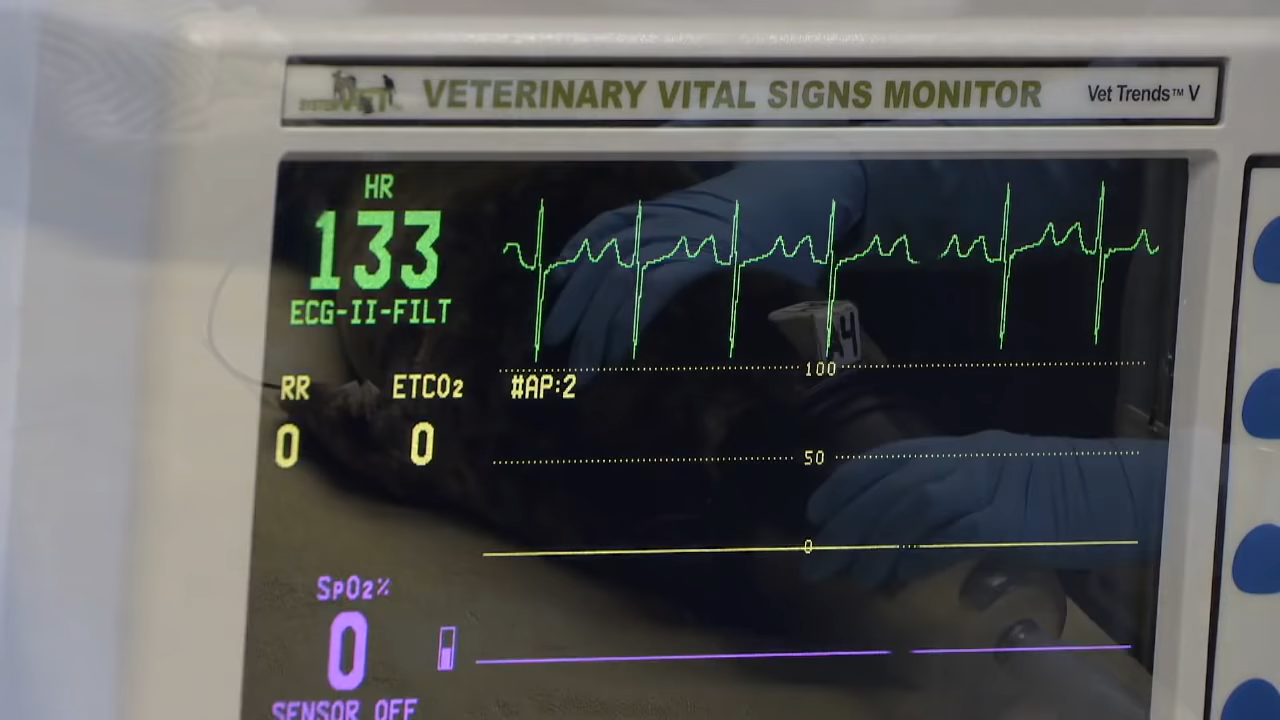 VETERINARY VITAL SIGNS MONITOR
Vet Trends™ V
HR
133
ECG-II-FILT
RR
ETCO₂
#AP:2
0
0
100
50
0
SpO₂%
0
SENSOR OFF